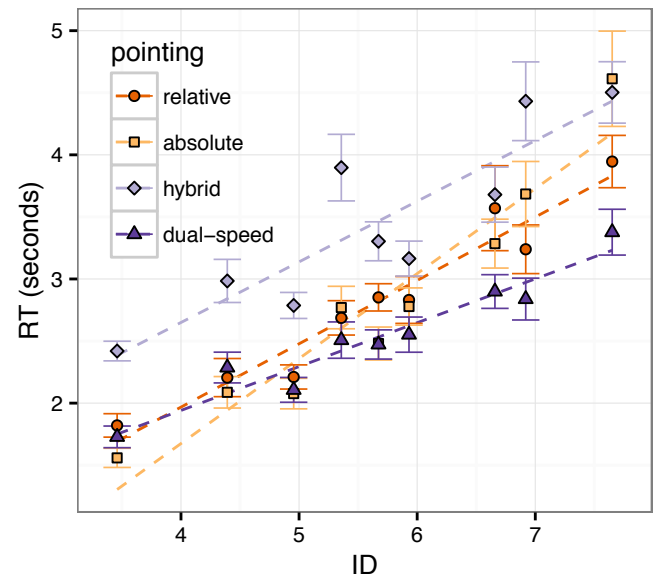 5
4
3
2
RT (seconds)
pointing
relative
absolute
hybrid
dual−speed
4 5 6 7
ID